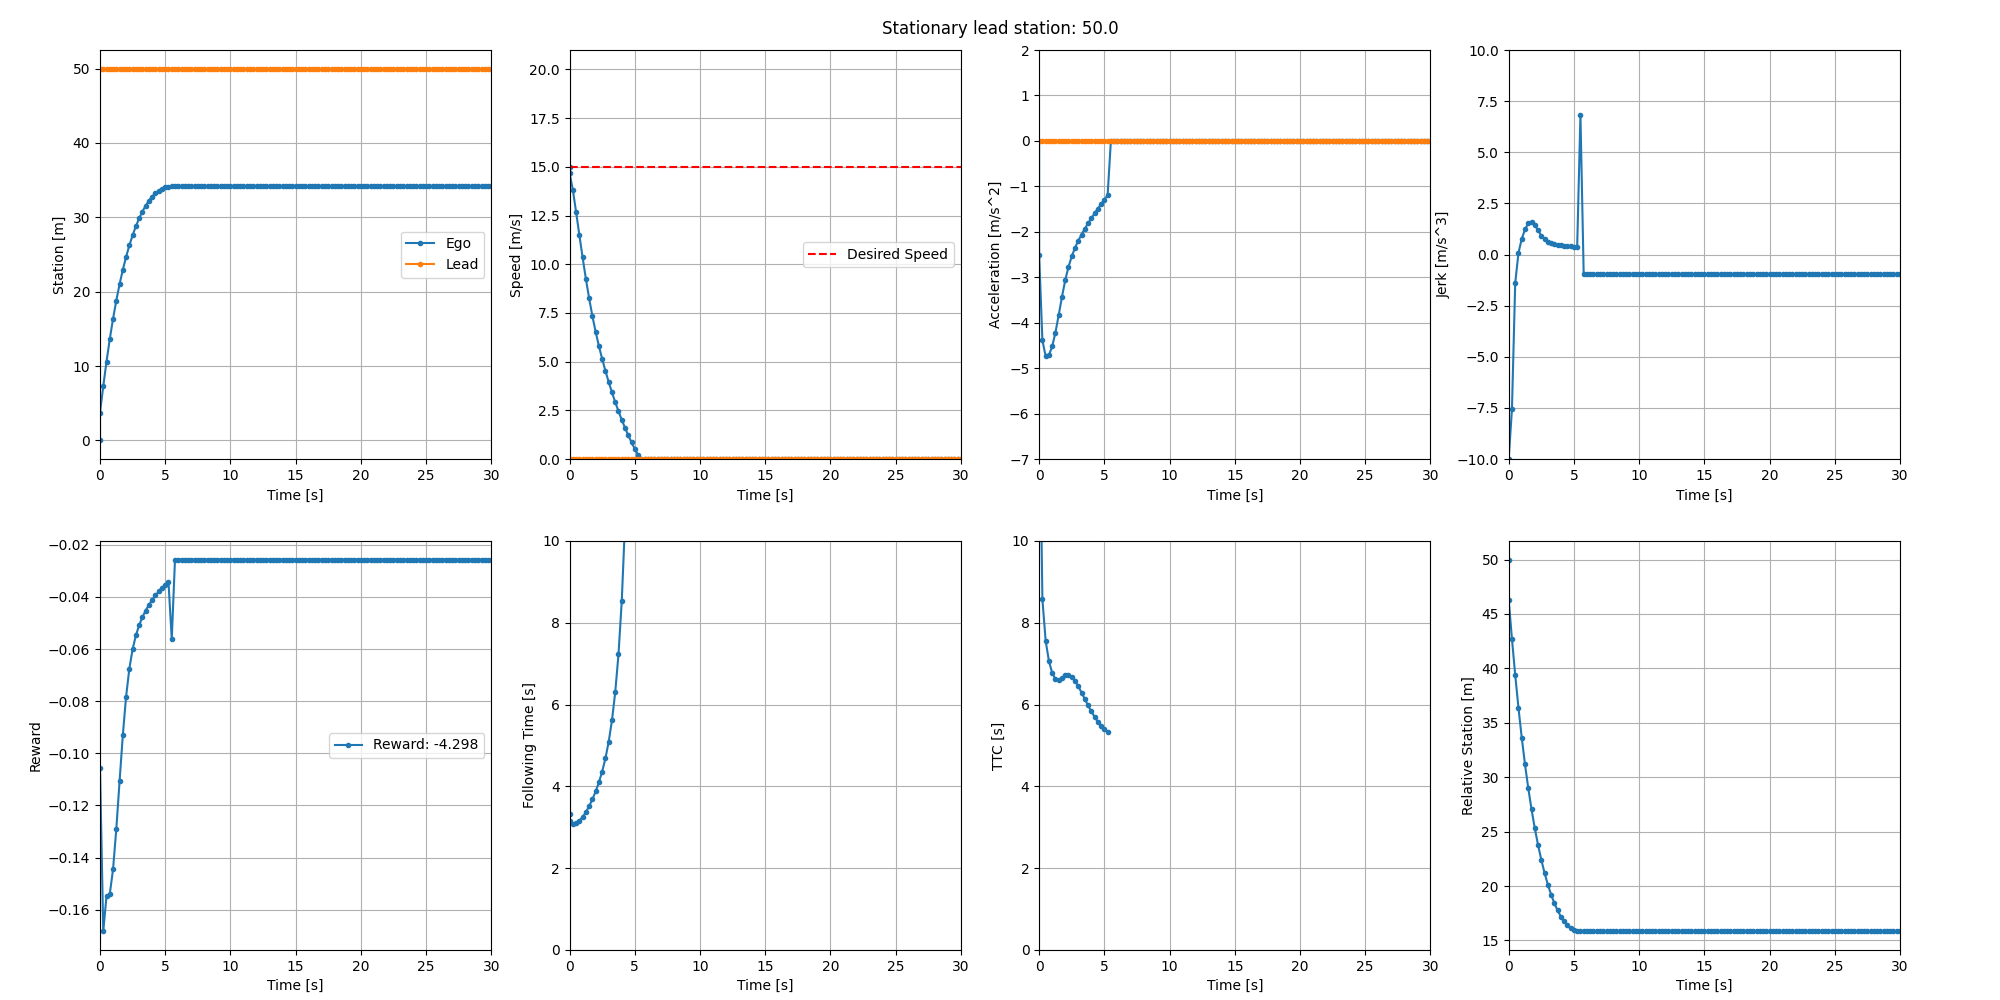 Stationary lead station: 50.0
Station [m]
50
40
30
20
10
0
0 5 10 15 20 25 30
Time [s]
Ego
Lead
Speed [m/s]
20.0
17.5
15.0
12.5
10.0
7.5
5.0
2.5
0.0
0 5 10 15 20 25 30
Time [s]
Desired Speed
Acceleration [m/s^2]
2
1
0
−1
−2
−3
−4
−5
−6
−7
0 5 10 15 20 25 30
Time [s]
Jerk [m/s^3]
10.0
7.5
5.0
2.5
0.0
−2.5
−5.0
−7.5
−10.0
0 5 10 15 20 25 30
Time [s]
Reward
−0.02
−0.04
−0.06
−0.08
−0.10
−0.12
−0.14
−0.16
0 5 10 15 20 25 30
Time [s]
Reward: -4.298
Following Time [s]
10
8
6
4
2
0
0 5 10 15 20 25 30
Time [s]
TTC [s]
10
8
6
4
2
0
0 5 10 15 20 25 30
Time [s]
Relative Station [m]
50
45
40
35
30
25
20
15
0 5 10 15 20 25 30
Time [s]